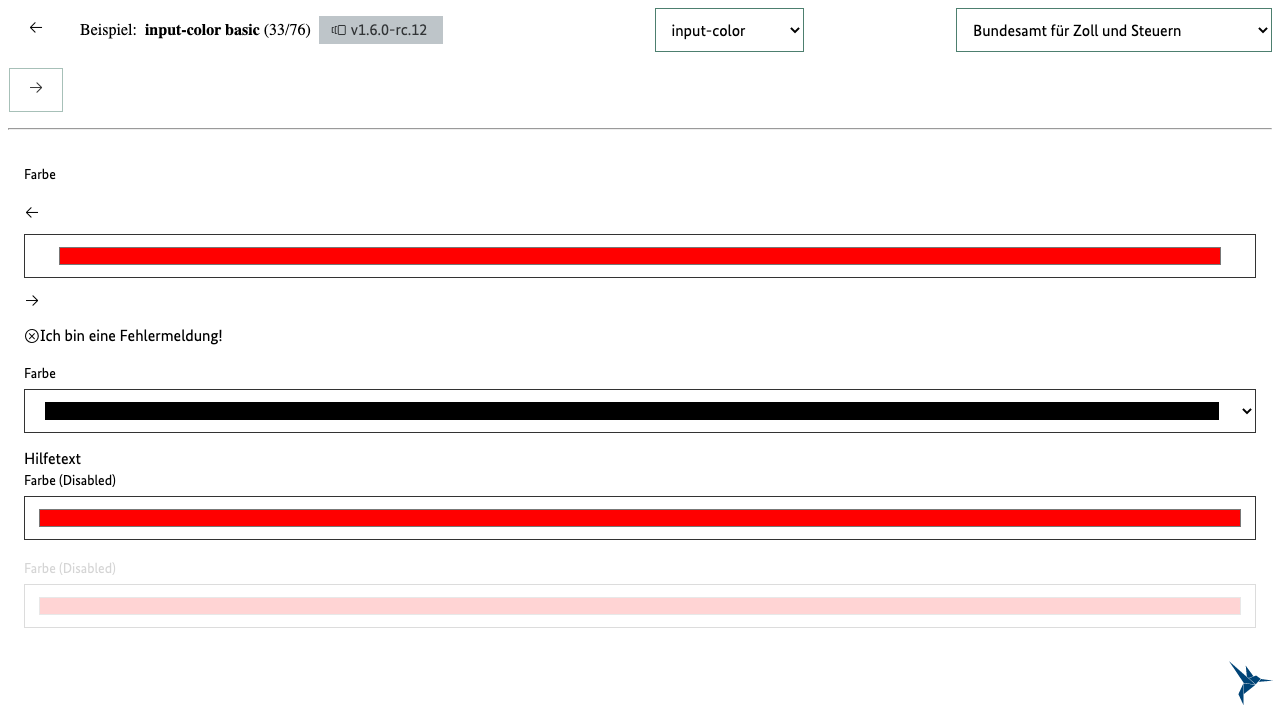 Beispiel: input-color basic (33/76) v1.6.0-rc.12 input-color Bundesamt für Zoll und Steuern
Farbe
Ich bin eine Fehlermeldung!
Farbe
Hilfetext
Farbe (Disabled)
Farbe (Disabled)